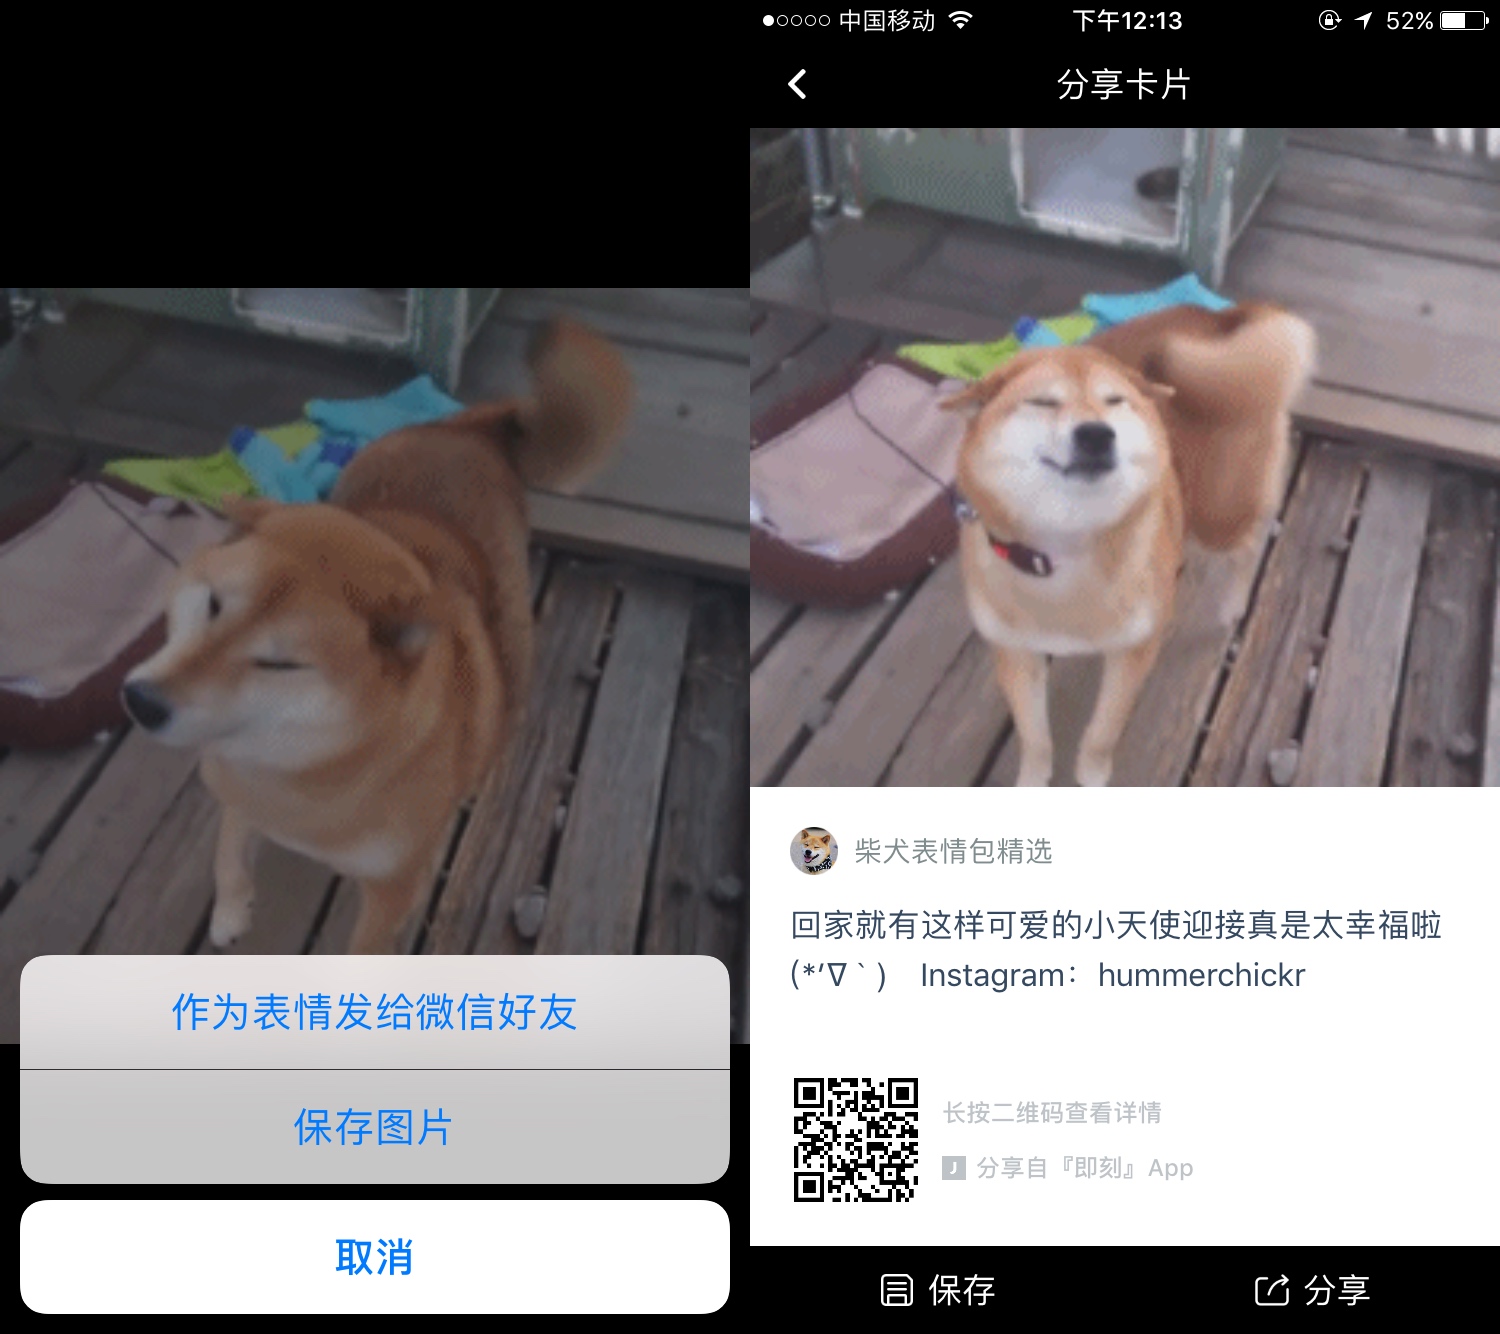 作为表情发给微信好友
保存图片
取消
中国移动 下午12:13 52%
分享卡片
柴犬表情包精选
回家就有这样可爱的小天使迎接真是太幸福啦
(*′∇｀) Instagram：hummerchickr
长按二维码查看详情
J 分享自『即刻』App
保存 分享